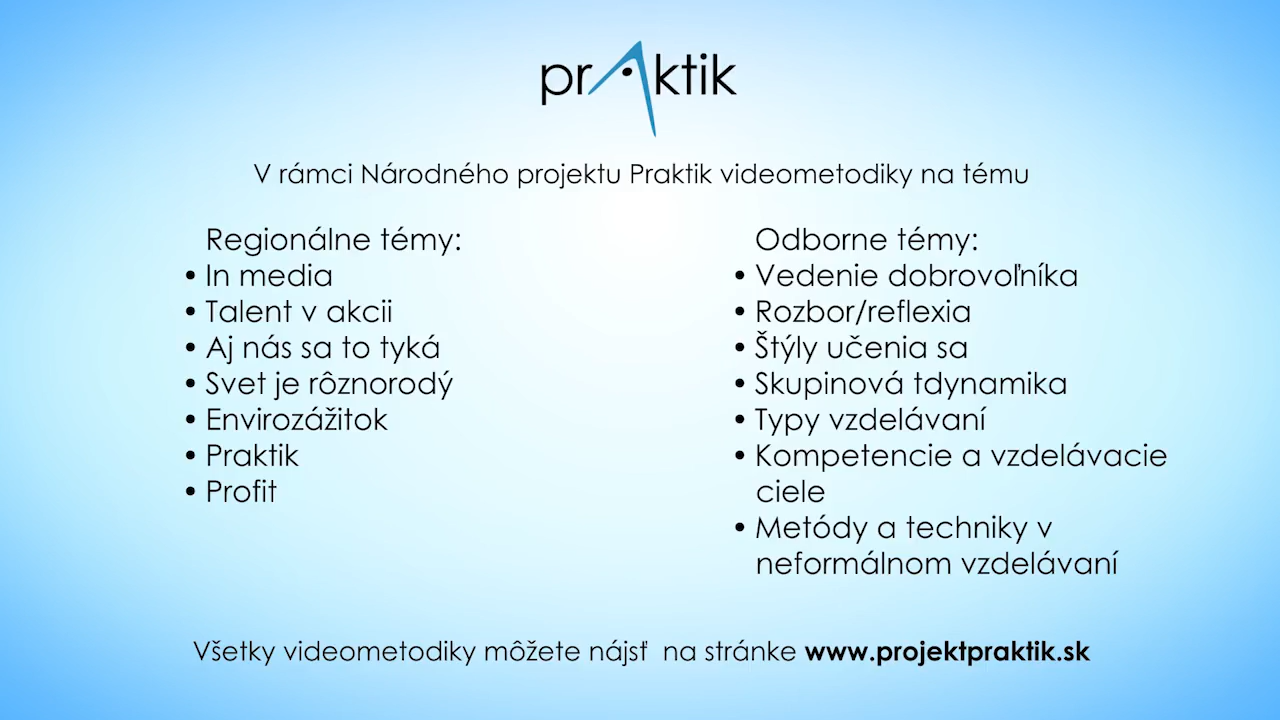 prAktik
V rámci Národného projektu Praktik videometodiky na tému
Regionálne témy:
• In media
• Talent v akcii
• Aj nás sa to tyká
• Svet je rôznorodý
• Envirozážitok
• Praktik
• Profit
Odborne témy:
• Vedenie dobrovoľníka
• Rozbor/reflexia
• Štýly učenia sa
• Skupinová tdynamika
• Typy vzdelávaní
• Kompetencie a vzdelávacie
ciele
• Metódy a techniky v
neformálnom vzdelávaní
Všetky videometodiky môžete nájsť  na stránke www.projektpraktik.sk